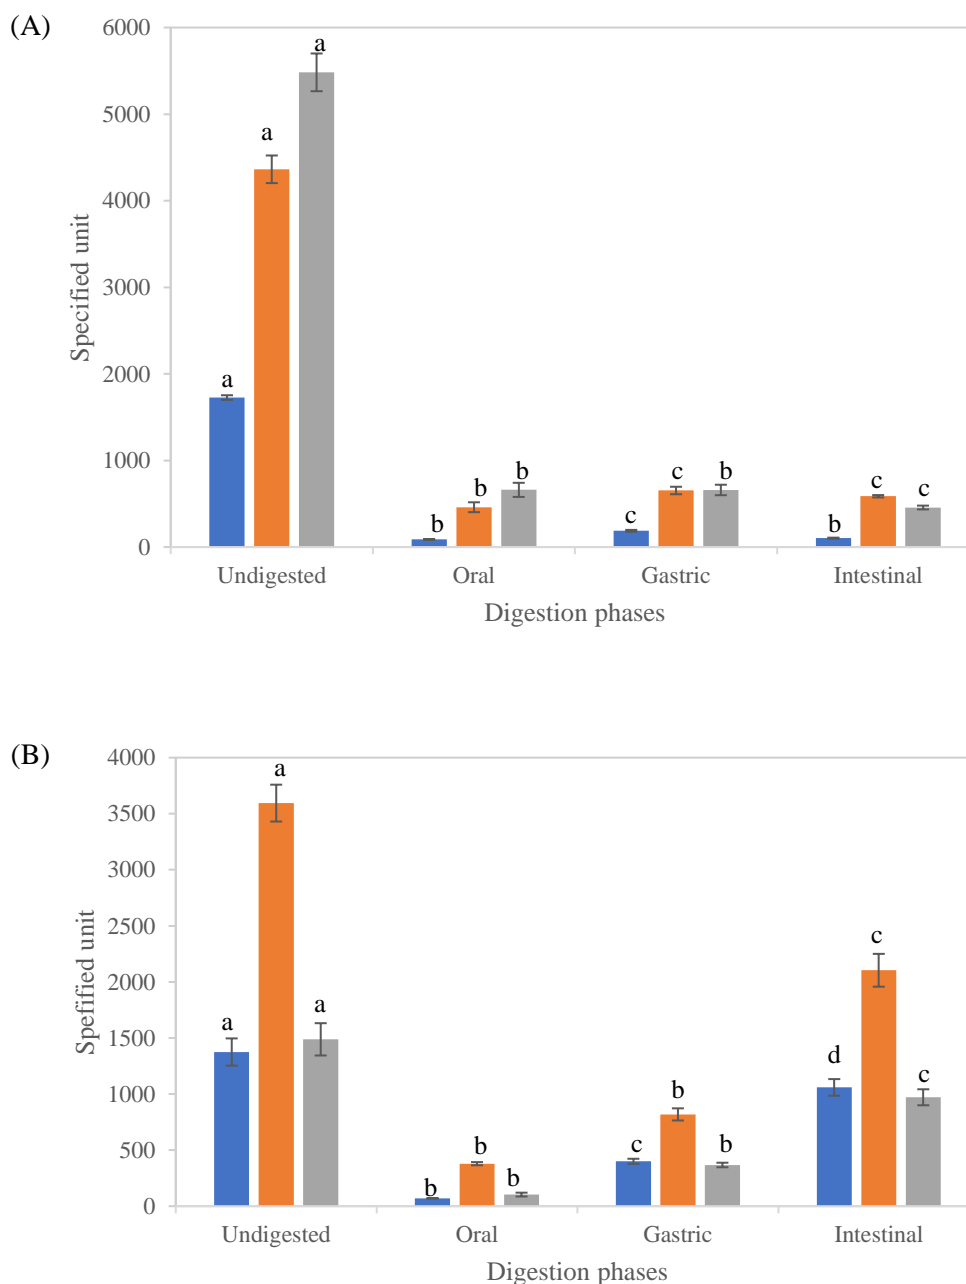 (A)
6000
5000
4000
3000
2000
1000
0
Specified unit
a a a
b b b
c c b
b c c
Undigested Oral Gastric Intestinal
Digestion phases
(B)
4000
3500
3000
2500
2000
1500
1000
500
0
Spefified unit
a a a
b b b
c b b
d c c
Undigested Oral Gastric Intestinal
Digestion phases